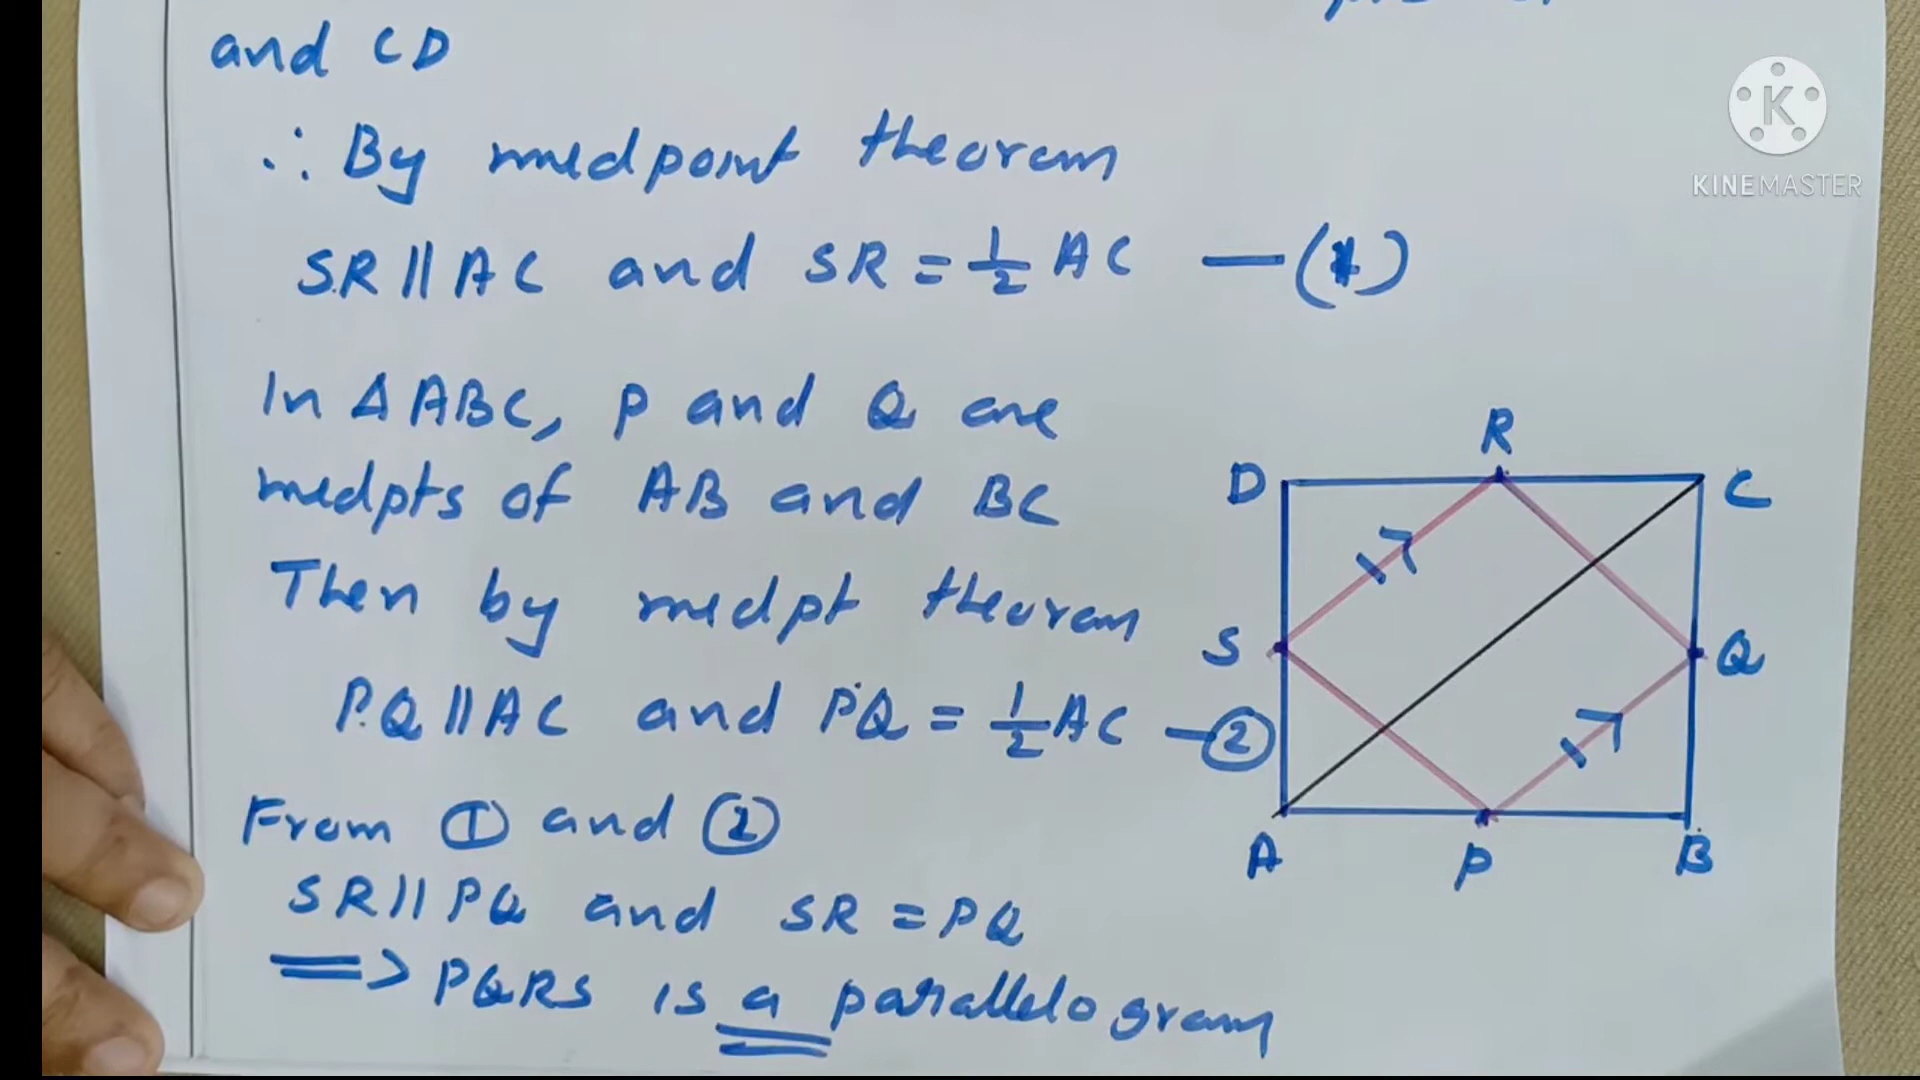 and CD
∴ By midpoint theorem
SR || AC and SR = 1/2 AC — (1)
In Δ ABC, P and Q are
midpts of AB and BC
Then by midpt theorem
PQ || AC and PQ = 1/2 AC — ②
From ① and ②
SR || PQ and SR = PQ
⇒ PQRS is a parallelogram
R
D
C
S
Q
A
P
B
K
KINEMASTER